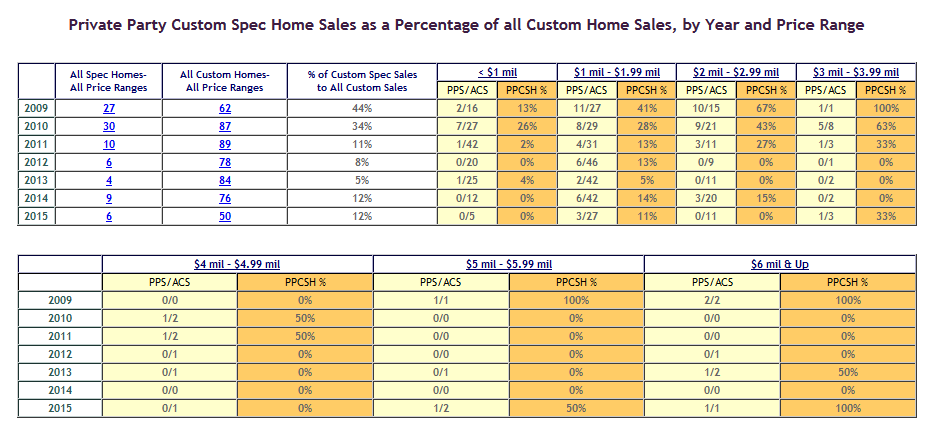 Private Party Custom Spec Home Sales as a Percentage of all Custom Home Sales, by Year and Price Range
All Spec Homes- All Custom Homes- % of Custom Spec Sales < $1 mil $1 mil - $1.99 mil $2 mil - $2.99 mil $3 mil - $3.99 mil
All Price Ranges All Price Ranges to All Custom Sales PPS/ACS PPCSH % PPS/ACS PPCSH % PPS/ACS PPCSH % PPS/ACS PPCSH %
2009 27 62 44% 2/16 13% 11/27 41% 10/15 67% 1/1 100%
2010 30 87 34% 7/27 26% 8/29 28% 9/21 43% 5/8 63%
2011 10 89 11% 1/42 2% 4/31 13% 3/11 27% 1/3 33%
2012 6 78 8% 0/20 0% 6/46 13% 0/9 0% 0/1 0%
2013 4 84 5% 1/25 4% 2/42 5% 0/11 0% 0/2 0%
2014 9 76 12% 0/12 0% 6/42 14% 3/20 15% 0/2 0%
2015 6 50 12% 0/5 0% 3/27 11% 0/11 0% 1/3 33%
$4 mil - $4.99 mil $5 mil - $5.99 mil $6 mil & Up
PPS/ACS PPCSH % PPS/ACS PPCSH % PPS/ACS PPCSH %
2009 0/0 0% 1/1 100% 2/2 100%
2010 1/2 50% 0/0 0% 0/0 0%
2011 1/2 50% 0/0 0% 0/0 0%
2012 0/1 0% 0/0 0% 0/1 0%
2013 0/1 0% 0/1 0% 1/2 50%
2014 0/0 0% 0/0 0% 0/0 0%
2015 0/1 0% 1/2 50% 1/1 100%